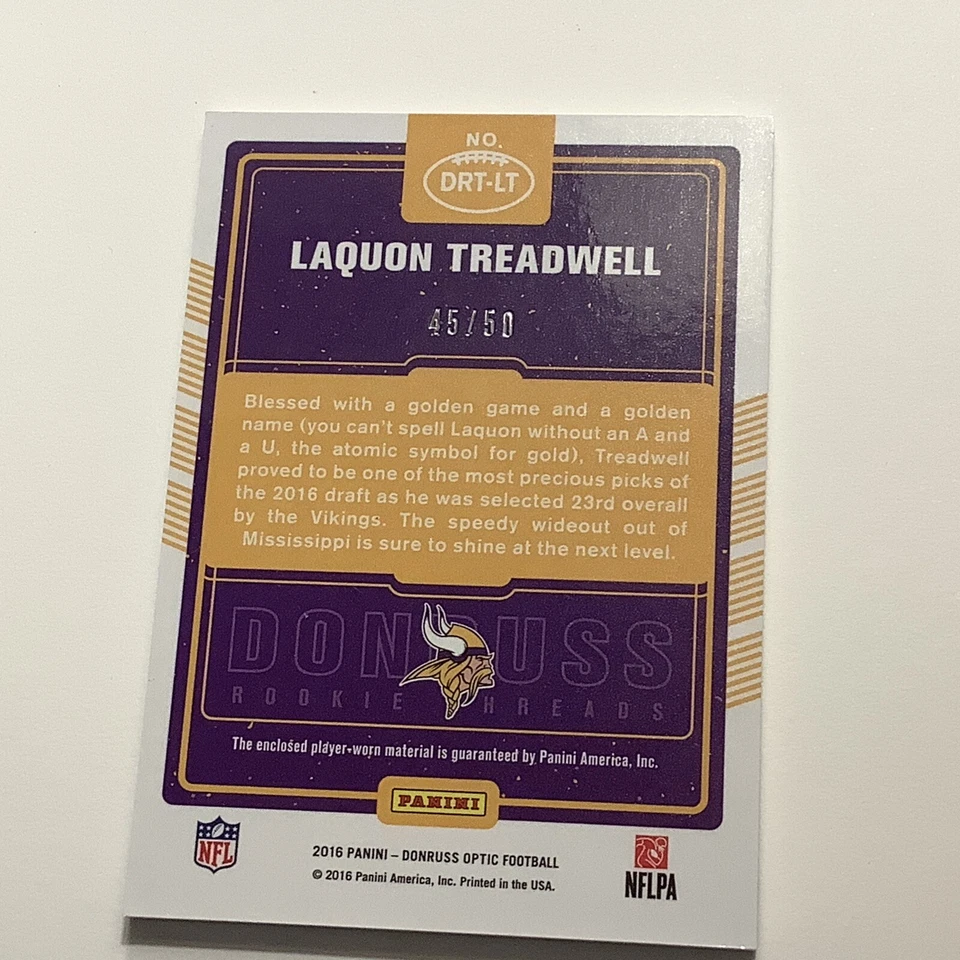 NO.
DRT-LT
LAQUON TREADWELL
45/50
Blessed with a golden game and a golden
name (you can't spell Laquon without an A and
a U, the atomic symbol for gold), Treadwell
proved to be one of the most precious picks of
the 2016 draft as he was selected 23rd overall
by the Vikings. The speedy wideout out of
Mississippi is sure to shine at the next level.
DONRUSS
ROOKIE THREADS
The enclosed player-worn material is guaranteed by Panini America, Inc.
PANINI
NFL
2016 PANINI – DONRUSS OPTIC FOOTBALL
© 2016 Panini America, Inc. Printed in the USA.
NFLPA